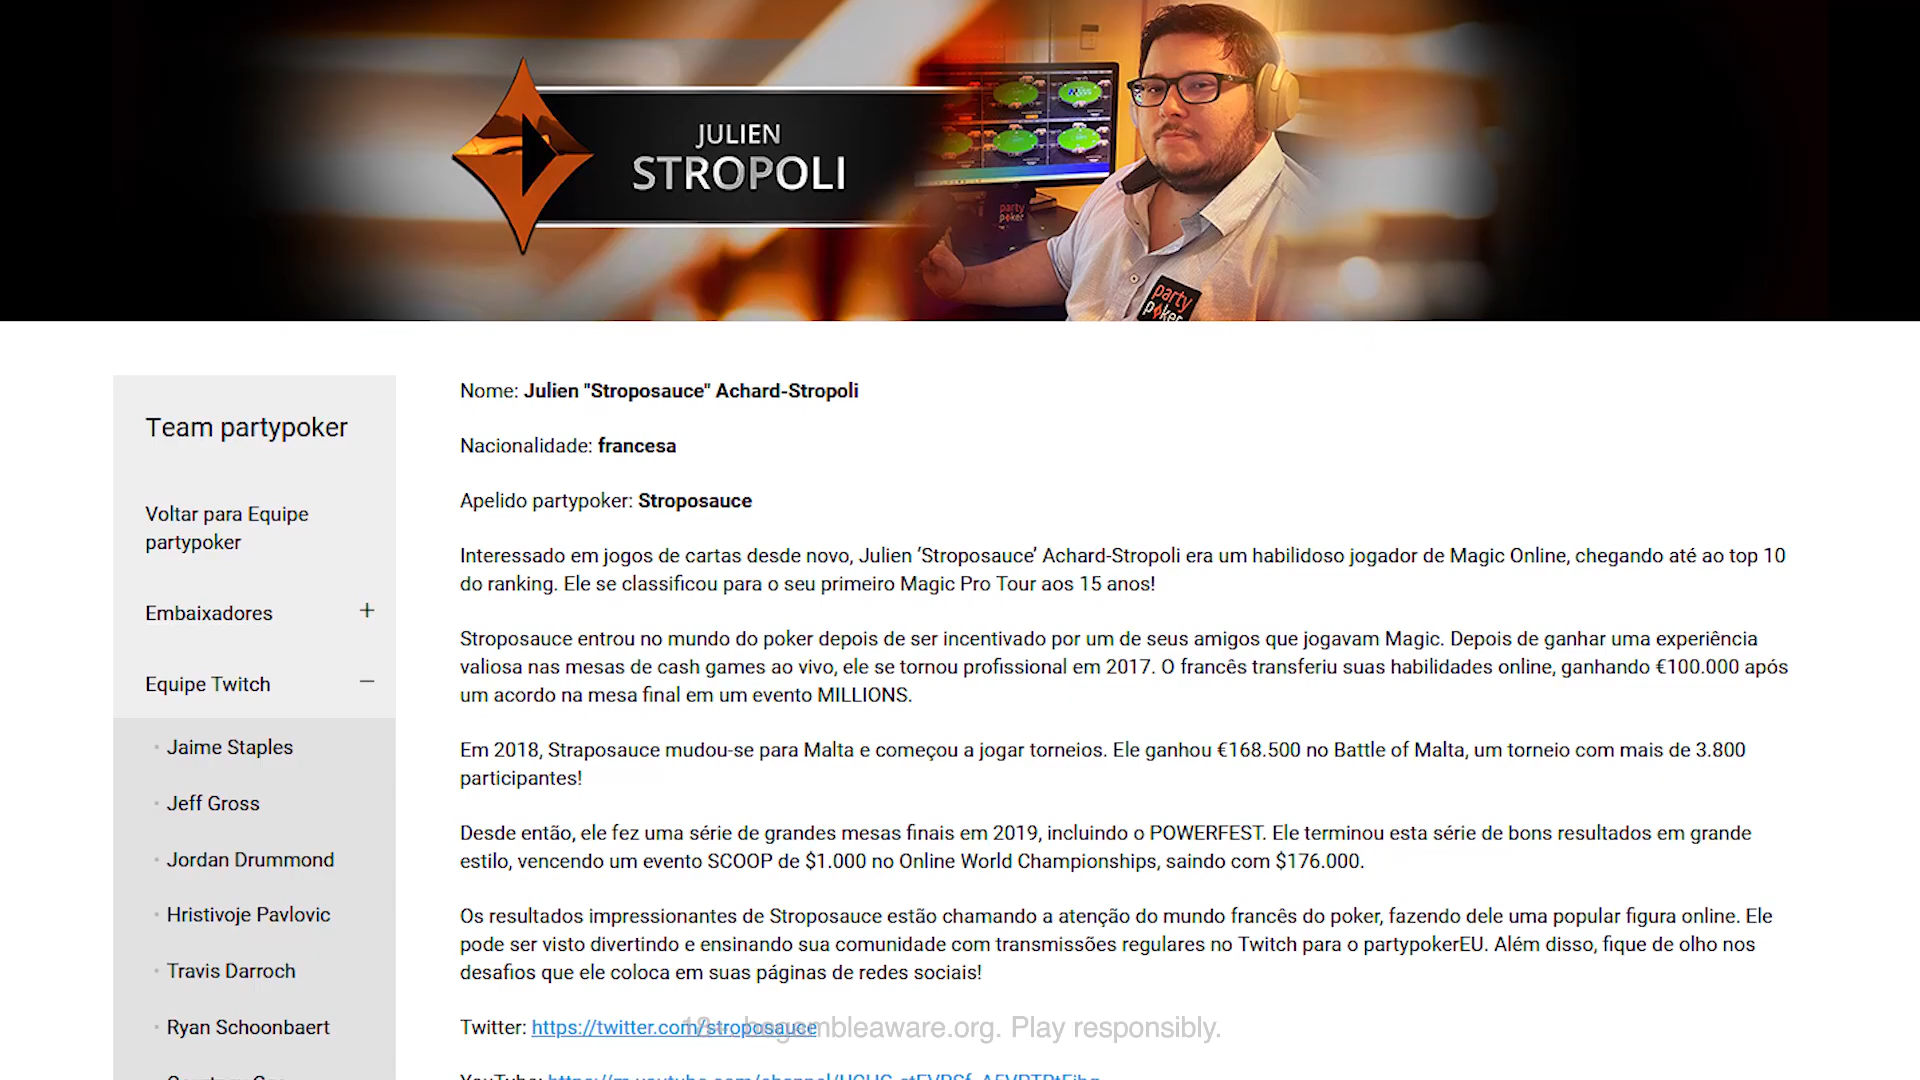 JULIEN
STROPOLI
party
poker
party
poker
Team partypoker
Voltar para Equipe
partypoker
Embaixadores +
Equipe Twitch −
Jaime Staples
Jeff Gross
Jordan Drummond
Hristivoje Pavlovic
Travis Darroch
Ryan Schoonbaert
Nome: Julien "Stroposauce" Achard-Stropoli
Nacionalidade: francesa
Apelido partypoker: Stroposauce
Interessado em jogos de cartas desde novo, Julien ‘Stroposauce’ Achard-Stropoli era um habilidoso jogador de Magic Online, chegando até ao top 10
do ranking. Ele se classificou para o seu primeiro Magic Pro Tour aos 15 anos!
Stroposauce entrou no mundo do poker depois de ser incentivado por um de seus amigos que jogavam Magic. Depois de ganhar uma experiência
valiosa nas mesas de cash games ao vivo, ele se tornou profissional em 2017. O francês transferiu suas habilidades online, ganhando €100.000 após
um acordo na mesa final em um evento MILLIONS.
Em 2018, Straposauce mudou-se para Malta e começou a jogar torneios. Ele ganhou €168.500 no Battle of Malta, um torneio com mais de 3.800
participantes!
Desde então, ele fez uma série de grandes mesas finais em 2019, incluindo o POWERFEST. Ele terminou esta série de bons resultados em grande
estilo, vencendo um evento SCOOP de $1.000 no Online World Championships, saindo com $176.000.
Os resultados impressionantes de Stroposauce estão chamando a atenção do mundo francês do poker, fazendo dele uma popular figura online. Ele
pode ser visto divertindo e ensinando sua comunidade com transmissões regulares no Twitch para o partypokerEU. Além disso, fique de olho nos
desafios que ele coloca em suas páginas de redes sociais!
Twitter: https://twitter.com/stroposauce
18+. begambleaware.org. Play responsibly.